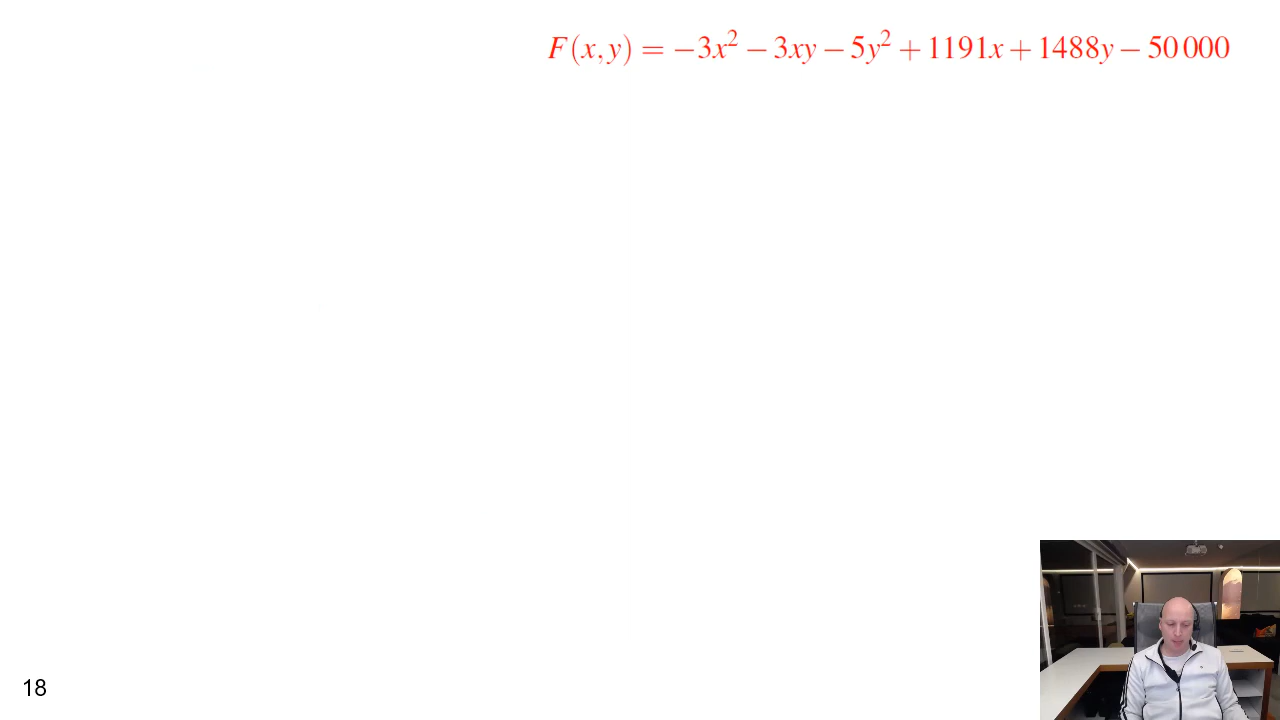 F(x,y) = −3x² − 3xy − 5y² + 1191x + 1488y − 50 000
18